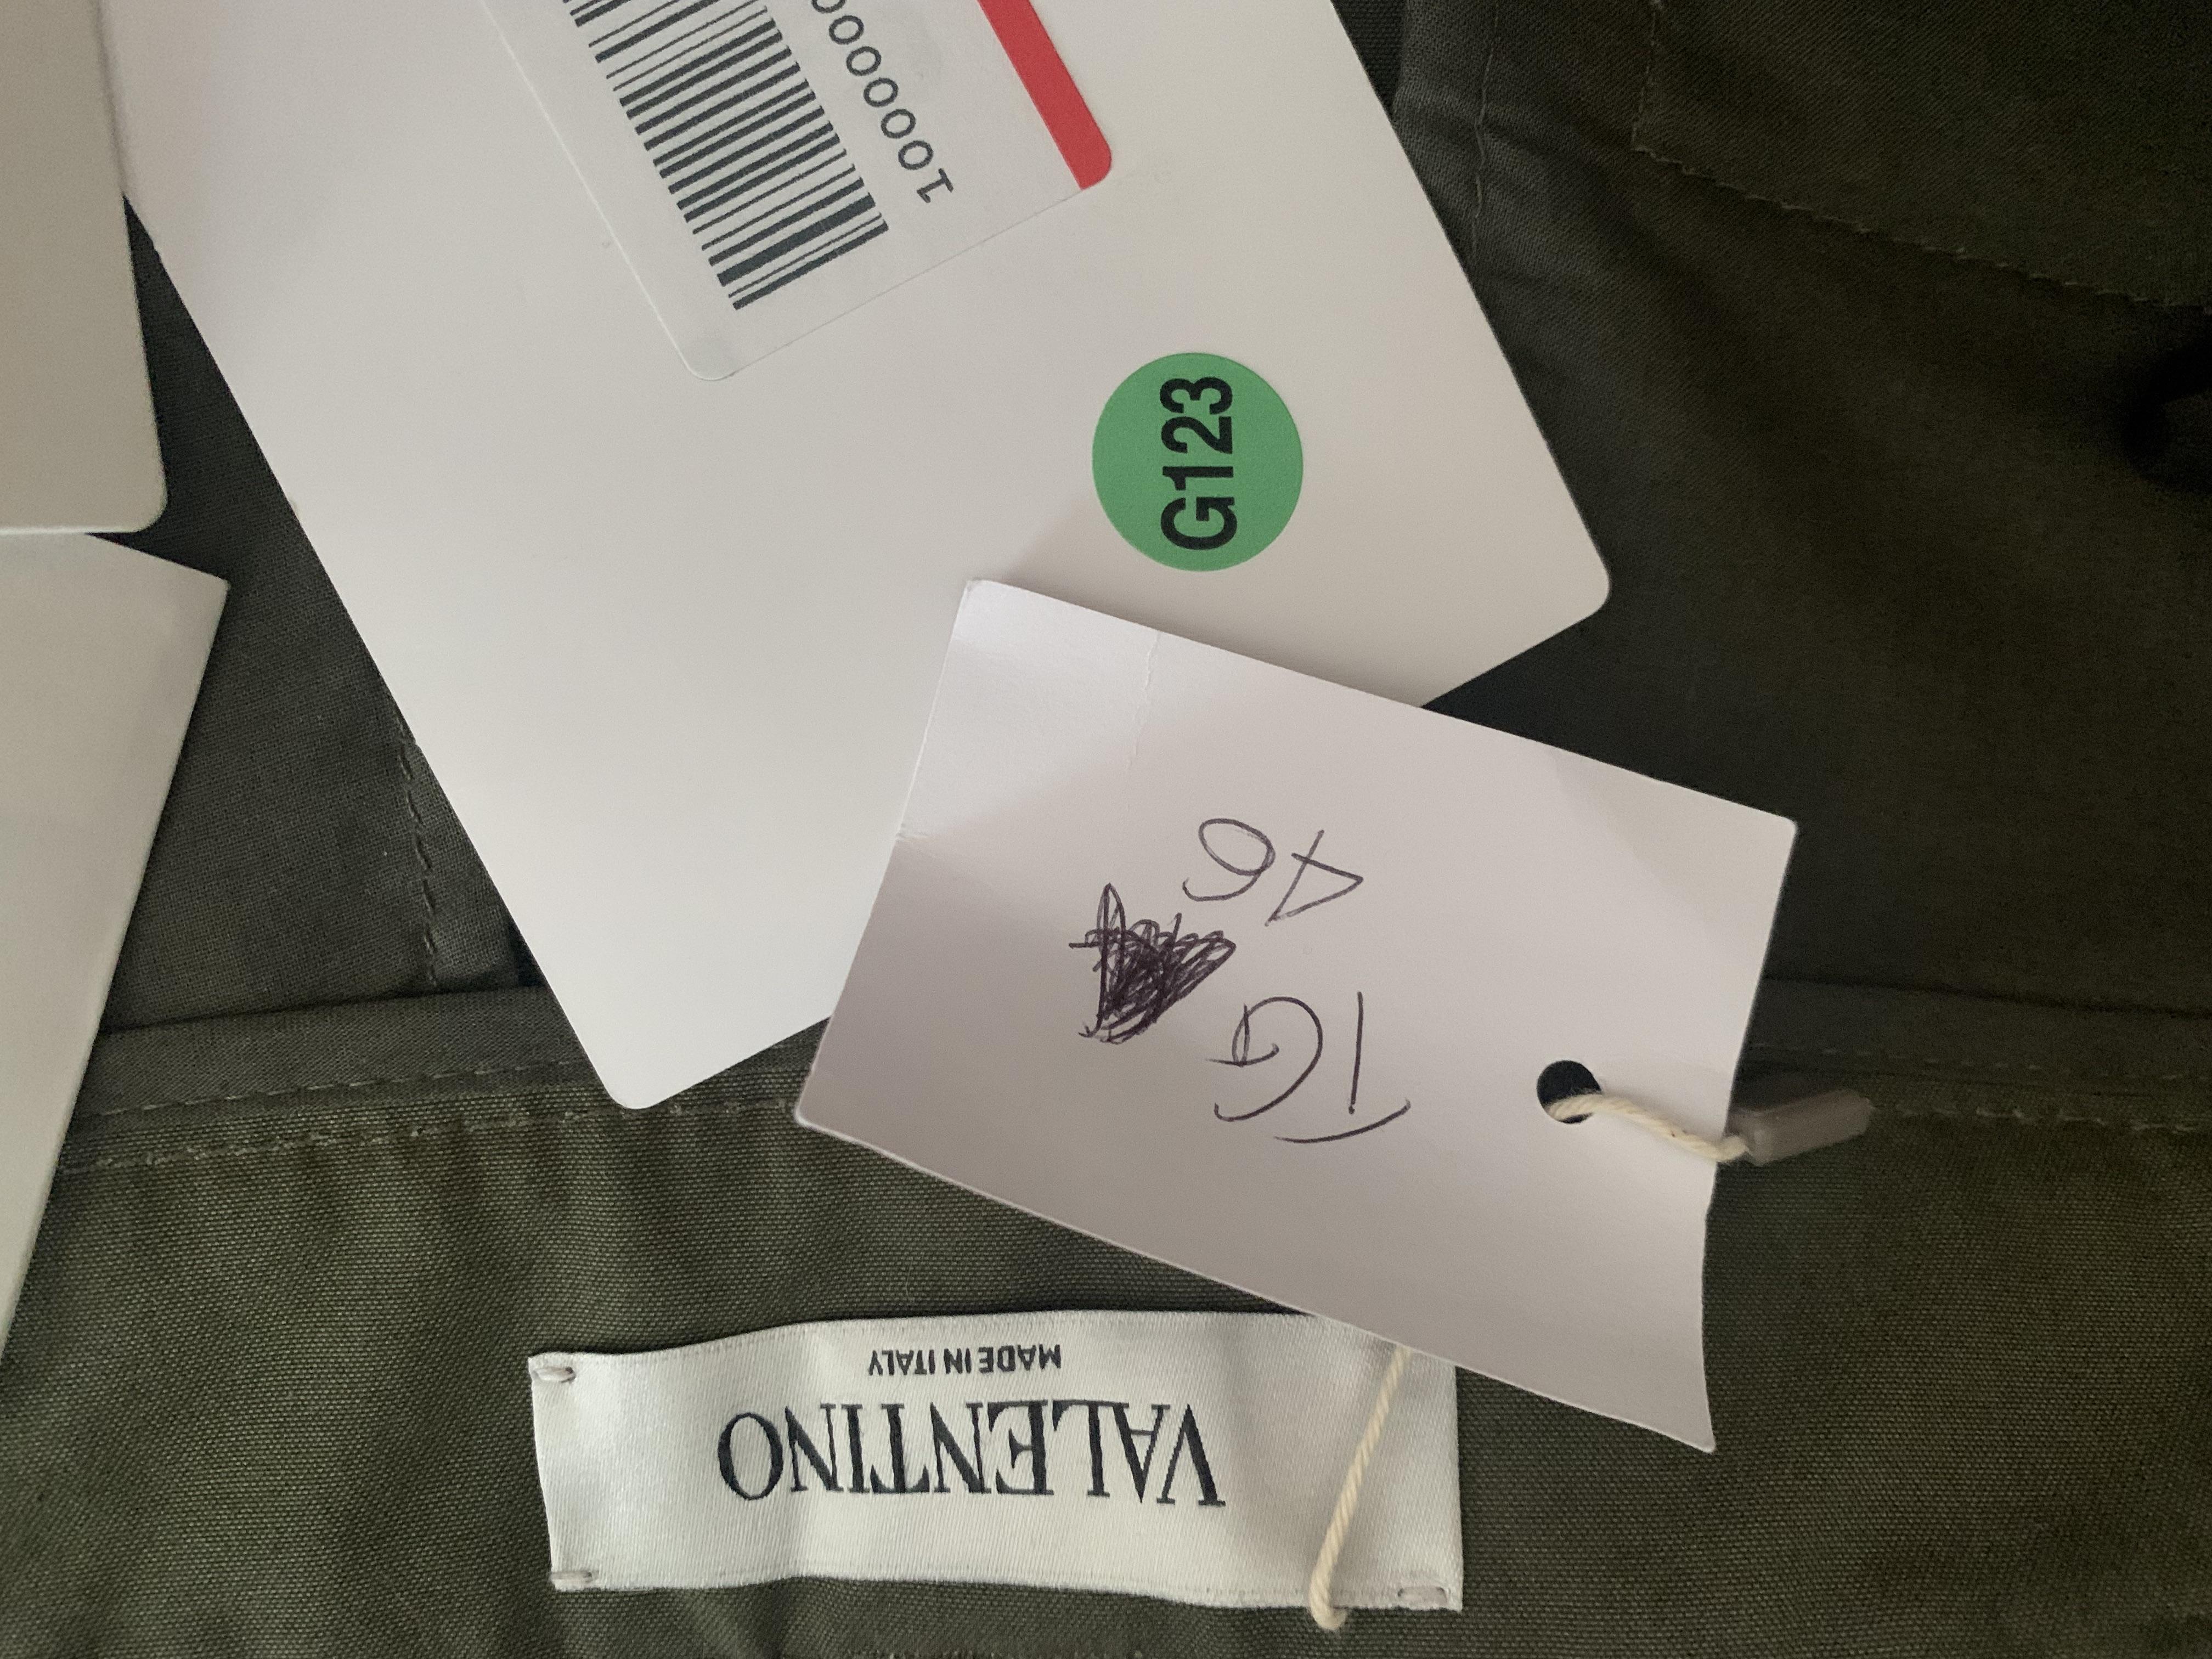 VALENTINO
MADE IN ITALY
TG
46
G123
1000000